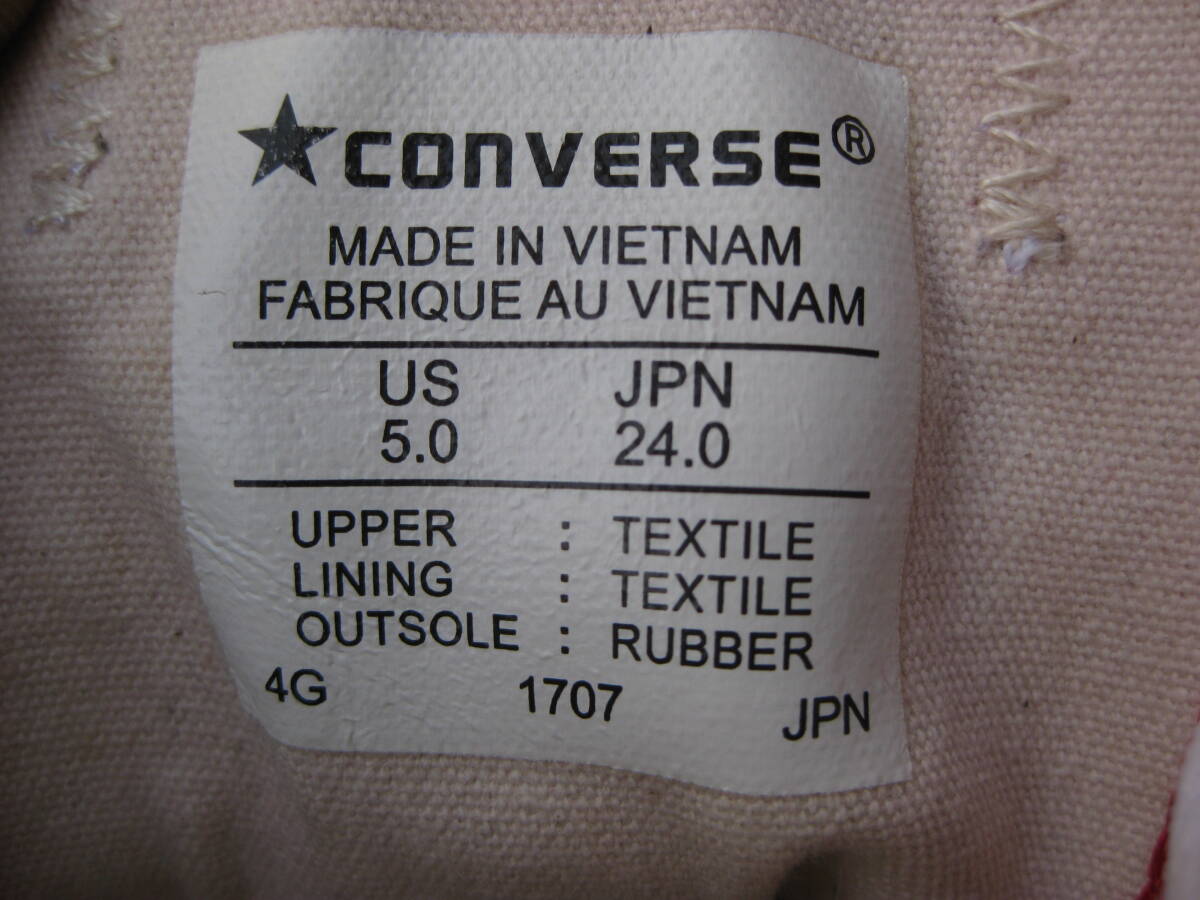 CONVERSE®
MADE IN VIETNAM
FABRIQUE AU VIETNAM
US JPN
5.0 24.0
UPPER : TEXTILE
LINING : TEXTILE
OUTSOLE : RUBBER
4G 1707 JPN